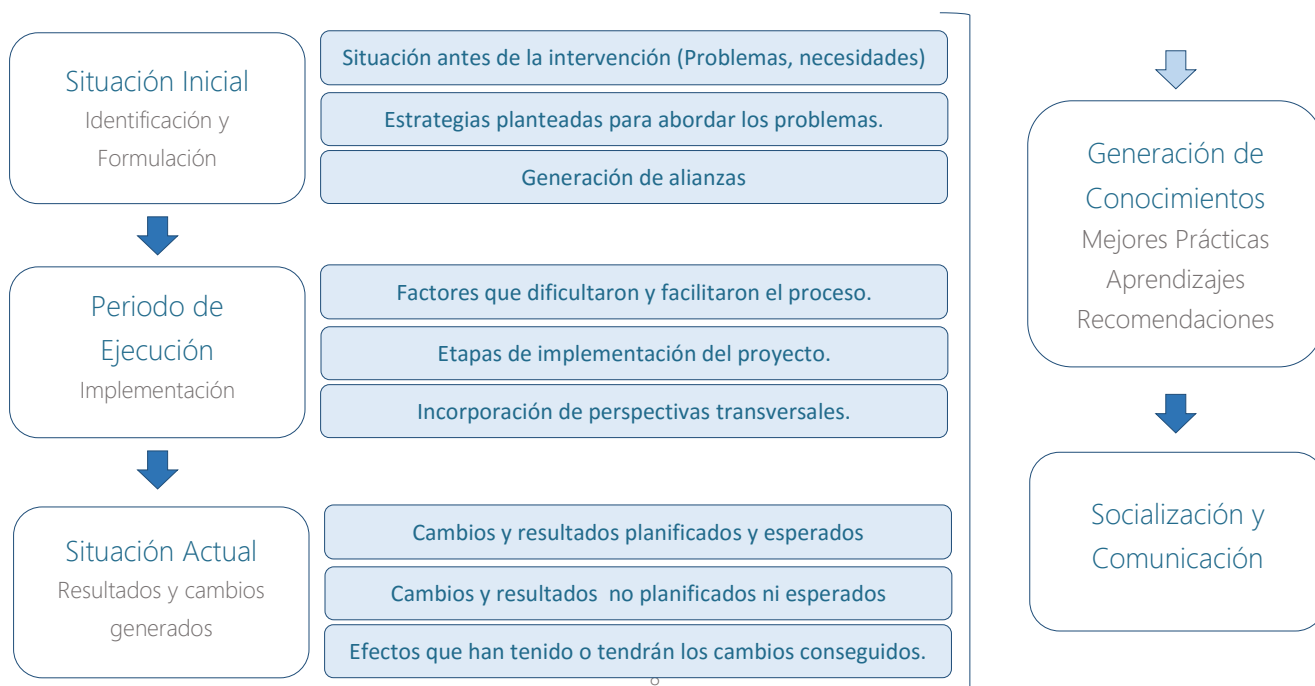 Situación Inicial
Identificación y
Formulación
Situación antes de la intervención (Problemas, necesidades)
Estrategias planteadas para abordar los problemas.
Generación de alianzas
Periodo de
Ejecución
Implementación
Factores que dificultaron y facilitaron el proceso.
Etapas de implementación del proyecto.
Incorporación de perspectivas transversales.
Situación Actual
Resultados y cambios
generados
Cambios y resultados planificados y esperados
Cambios y resultados  no planificados ni esperados
Efectos que han tenido o tendrán los cambios conseguidos.
Generación de
Conocimientos
Mejores Prácticas
Aprendizajes
Recomendaciones
Socialización y
Comunicación